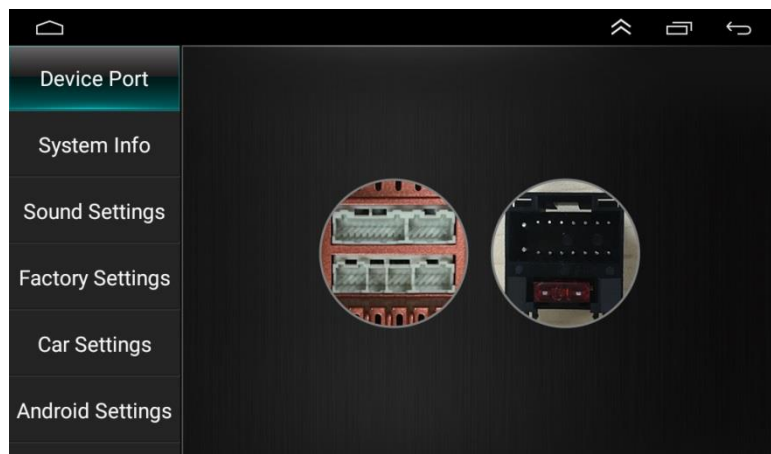 Device Port
System Info
Sound Settings
Factory Settings
Car Settings
Android Settings